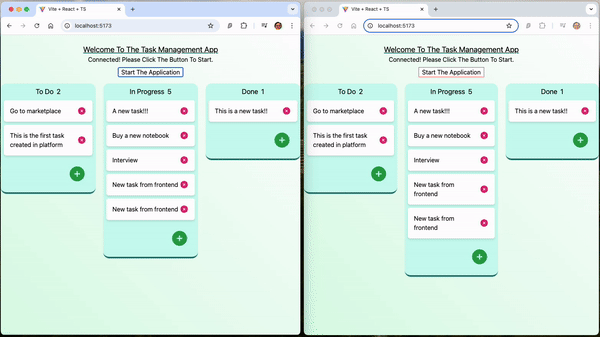 Vite + React + TS
localhost:5173
Welcome To The Task Management App
Connected! Please Click The Button To Start.
Start The Application
To Do 2
Go to marketplace
This is the first task
created in platform
In Progress 5
A new task!!!
Buy a new notebook
Interview
New task from frontend
New task from frontend
Done 1
This is a new task!!
Vite + React + TS
localhost:5173
Welcome To The Task Management App
Connected! Please Click The Button To Start.
Start The Application
To Do 2
Go to marketplace
This is the first task
created in platform
In Progress 5
A new task!!!
Buy a new notebook
Interview
New task from
frontend
New task from
frontend
Done 1
This is a new task!!